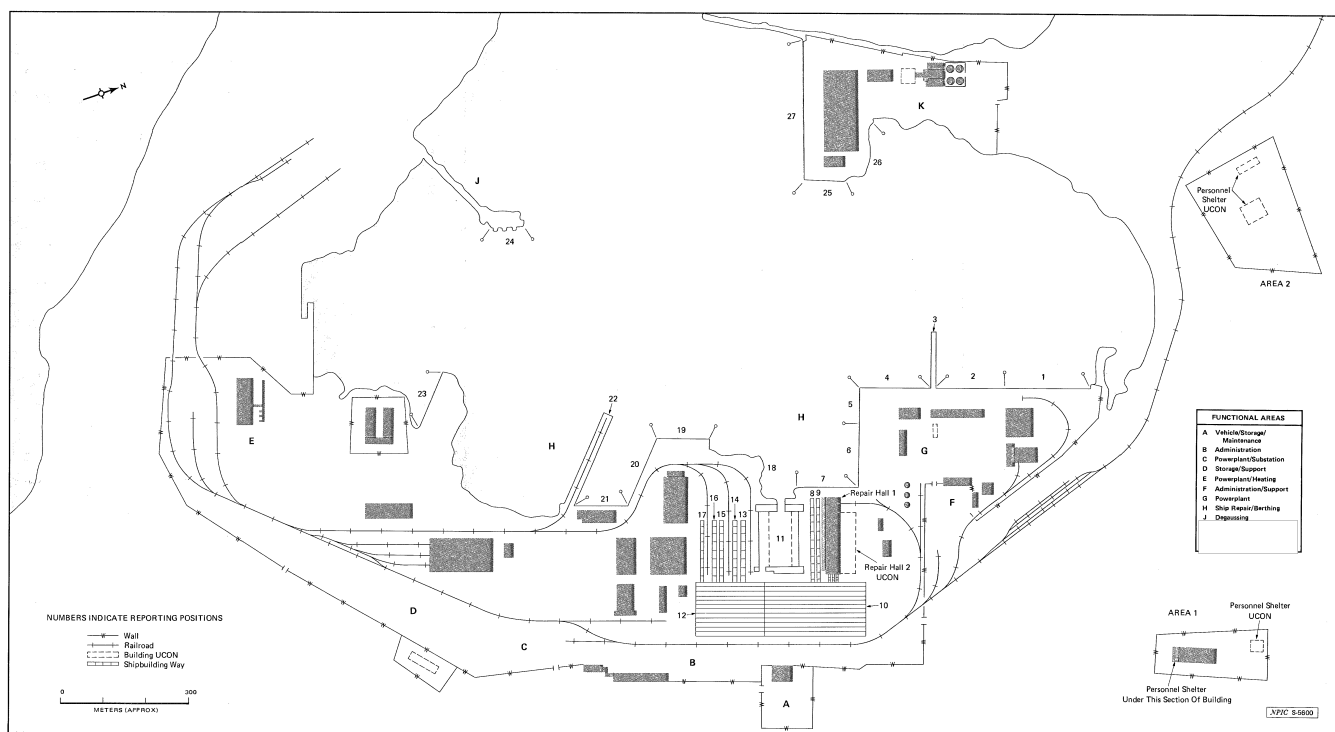 N
K
27
26
25
J
24
Personnel
Shelter
UCON
AREA 2
3
4
2
1
5
6
G
F
23
E
H
22
H
19
20
18
21
7
16
14
17
15
13
8
9
11
Repair Hall 1
Repair Hall 2
UCON
12
10
D
C
B
A
FUNCTIONAL AREAS
A Vehicle/Storage/
Maintenance
B Administration
C Powerplant/Substation
D Storage/Support
E Powerplant/Heating
F Administration/Support
G Powerplant
H Ship Repair/Berthing
J Degaussing
NUMBERS INDICATE REPORTING POSITIONS
W Wall
Railroad
Building UCON
Shipbuilding Way
0 300
METERS (APPROX)
AREA 1
Personnel Shelter
UCON
Personnel Shelter
Under This Section Of Building
NPIC S-5600